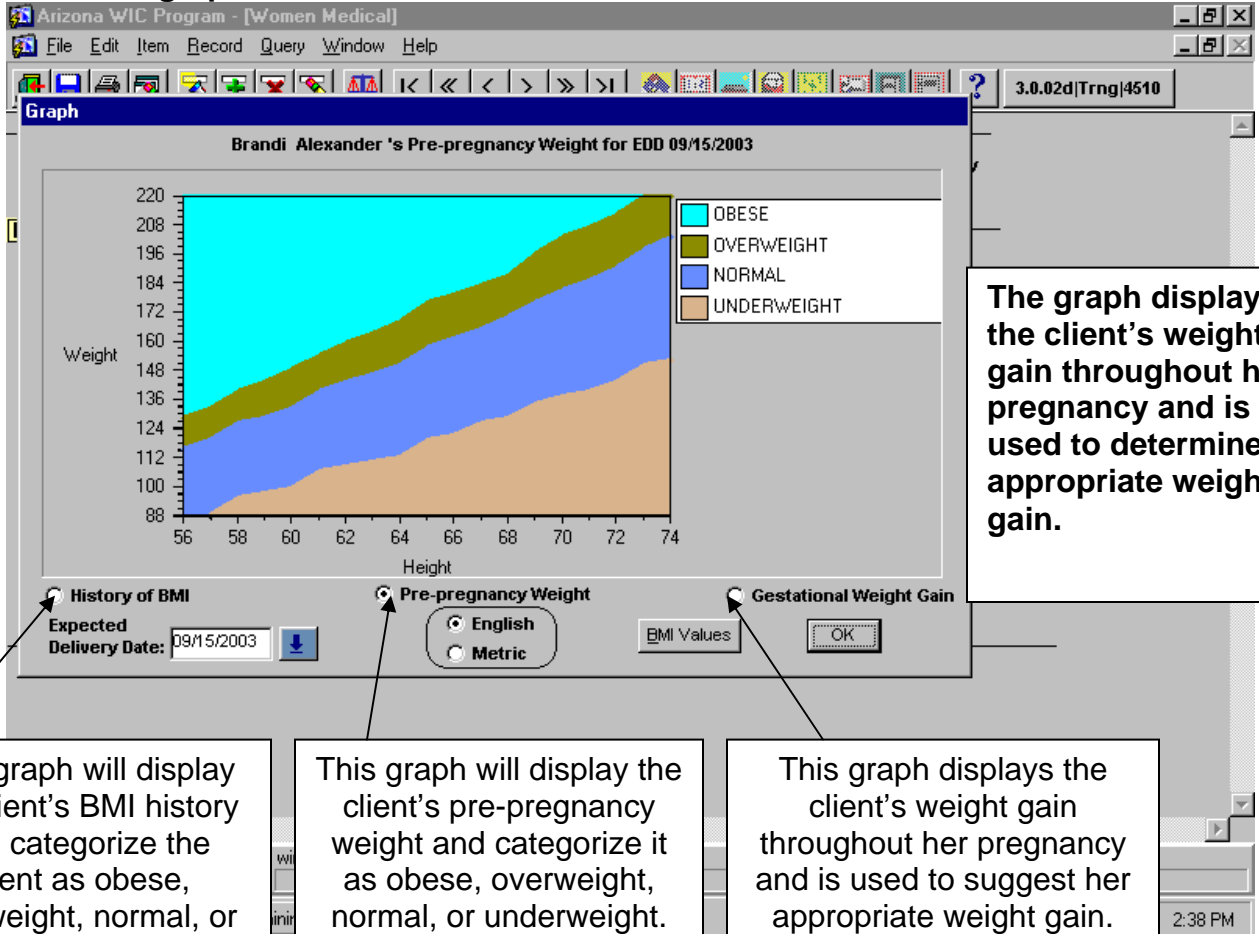 Arizona WIC Program - [Women Medical]
File Edit Item Record Query Window Help
3.0.02d|Trng|4510
Graph
Brandi Alexander 's Pre-pregnancy Weight for EDD 09/15/2003
220
208
196
184
172
160
148
136
124
112
100
88
Weight
56 58 60 62 64 66 68 70 72 74
Height
OBESE
OVERWEIGHT
NORMAL
UNDERWEIGHT
The graph display
the client's weight
gain throughout
pregnancy and is
used to determine
appropriate
gain.
History of BMI
Pre-pregnancy Weight
Gestational Weight Gain
Expected
Delivery Date: 09/15/2003
English
Metric
BMI Values
OK
graph will display
BMI history
categorize the
as obese,
normal, or
This graph will display the
client's pre-pregnancy
weight and categorize it
as obese, overweight,
normal, or underweight.
This graph displays the
client's weight gain
throughout her pregnancy
and is used to suggest her
appropriate weight gain.
2:38 PM